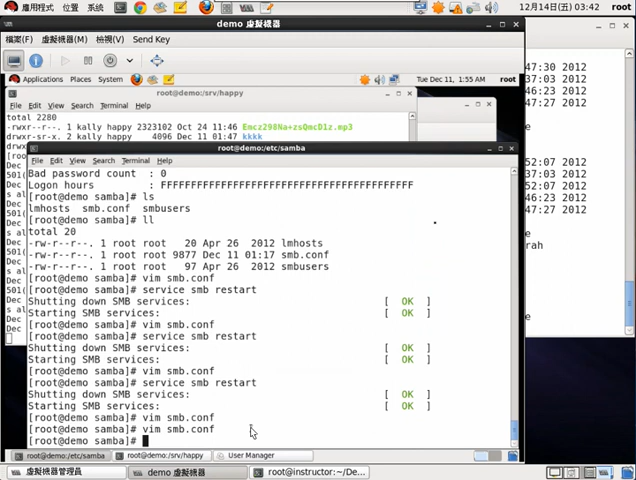 應用程式 位置 系統 12月14日(五) 03:42 root
demo 虛擬機器
檔案(F) 虛擬機器(M) 檢視(V) Send Key
Applications Places System Tue Dec 11, 1:55 AM root
root@demo:/srv/happy
File Edit View Search Terminal Help
total 2280
-rwxr--r--. 1 kally happy 2323102 Oct 24 11:46 Emcz298Na+zsQmcD1z.mp3
drwxr-sr-x. 2 kally happy 4096 Dec 11 01:47 kkkk
root@demo:/etc/samba
File Edit View Search Terminal Help
Bad password count : 0
Logon hours : FFFFFFFFFFFFFFFFFFFFFFFFFFFFFFFFFFFFFFFFFF
[root@demo samba]# ls
lmhosts smb.conf smbusers
[root@demo samba]# ll
total 20
-rw-r--r--. 1 root root 20 Apr 26 2012 lmhosts
-rw-r--r--. 1 root root 9877 Dec 11 01:17 smb.conf
-rw-r--r--. 1 root root 97 Apr 26 2012 smbusers
[root@demo samba]# vim smb.conf
[root@demo samba]# service smb restart
Shutting down SMB services: [ OK ]
Starting SMB services: [ OK ]
[root@demo samba]# vim smb.conf
[root@demo samba]# service smb restart
Shutting down SMB services: [ OK ]
Starting SMB services: [ OK ]
[root@demo samba]# vim smb.conf
[root@demo samba]# service smb restart
Shutting down SMB services: [ OK ]
Starting SMB services: [ OK ]
[root@demo samba]# vim smb.conf
[root@demo samba]# vim smb.conf
[root@demo samba]#
47:30 2012
37:03 2012
46:23 2012
47:27 2012
52:07 2012
37:03 2012
46:23 2012
47:27 2012
e
rah
e
root@demo:/etc/samba root@demo:/srv/happy User Manager
虛擬機器管理員 demo 虛擬機器 root@instructor:~/De...